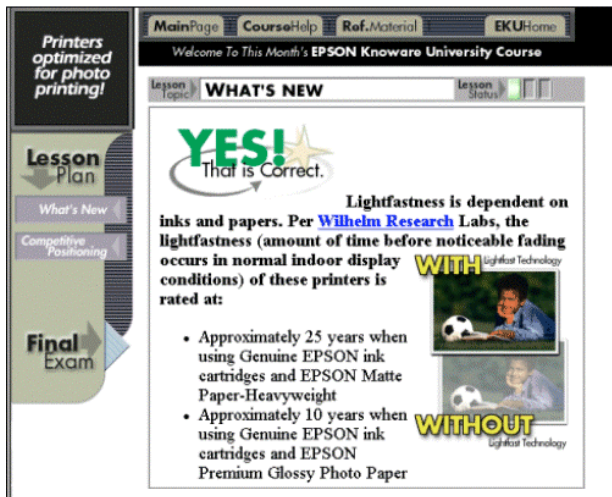 Printers
optimized
for photo
printing!
MainPage
CourseHelp
Ref.Material
EKUHome
Welcome To This Month's EPSON Knoware University Course
Lesson
Topic
WHAT'S NEW
Lesson
Status
Lesson
Plan
What's New
Competitive
Positioning
Final
Exam
YES!
That is Correct.
Lightfastness is dependent on
inks and papers. Per Wilhelm Research Labs, the
lightfastness (amount of time before noticeable fading
occurs in normal indoor display
conditions) of these printers is
rated at:
WITH Lightfast Technology
• Approximately 25 years when
using Genuine EPSON ink
cartridges and EPSON Matte
Paper-Heavyweight
• Approximately 10 years when
using Genuine EPSON ink
cartridges and EPSON
Premium Glossy Photo Paper
WITHOUT
Lightfast Technology